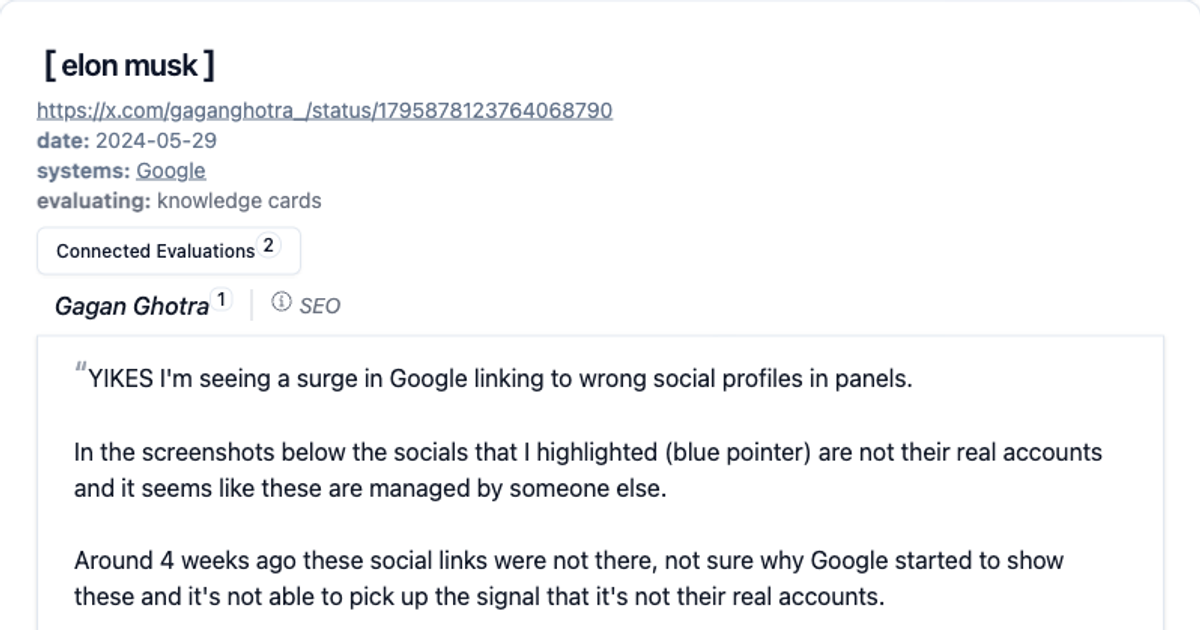 [ elon musk ]
https://x.com/gaganghotra_/status/1795878123764068790
date: 2024-05-29
systems: Google
evaluating: knowledge cards
Connected Evaluations 2
Gagan Ghotra 1 SEO
"YIKES I'm seeing a surge in Google linking to wrong social profiles in panels.
In the screenshots below the socials that I highlighted (blue pointer) are not their real accounts
and it seems like these are managed by someone else.
Around 4 weeks ago these social links were not there, not sure why Google started to show
these and it's not able to pick up the signal that it's not their real accounts.